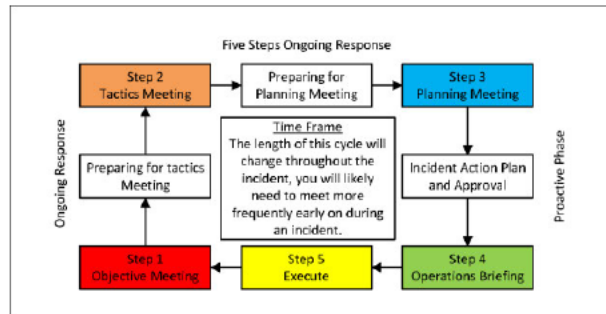 Five Steps Ongoing Response
Step 2
Tactics Meeting
Preparing for
Planning Meeting
Step 3
Planning Meeting
Ongoing Response
Preparing for tactics
Meeting
Time Frame
The length of this cycle will
change throughout the
incident, you will likely
need to meet more
frequently early on during
an incident.
Incident Action Plan
and Approval
Proactive Phase
Step 1
Objective Meeting
Step 5
Execute
Step 4
Operations Briefing